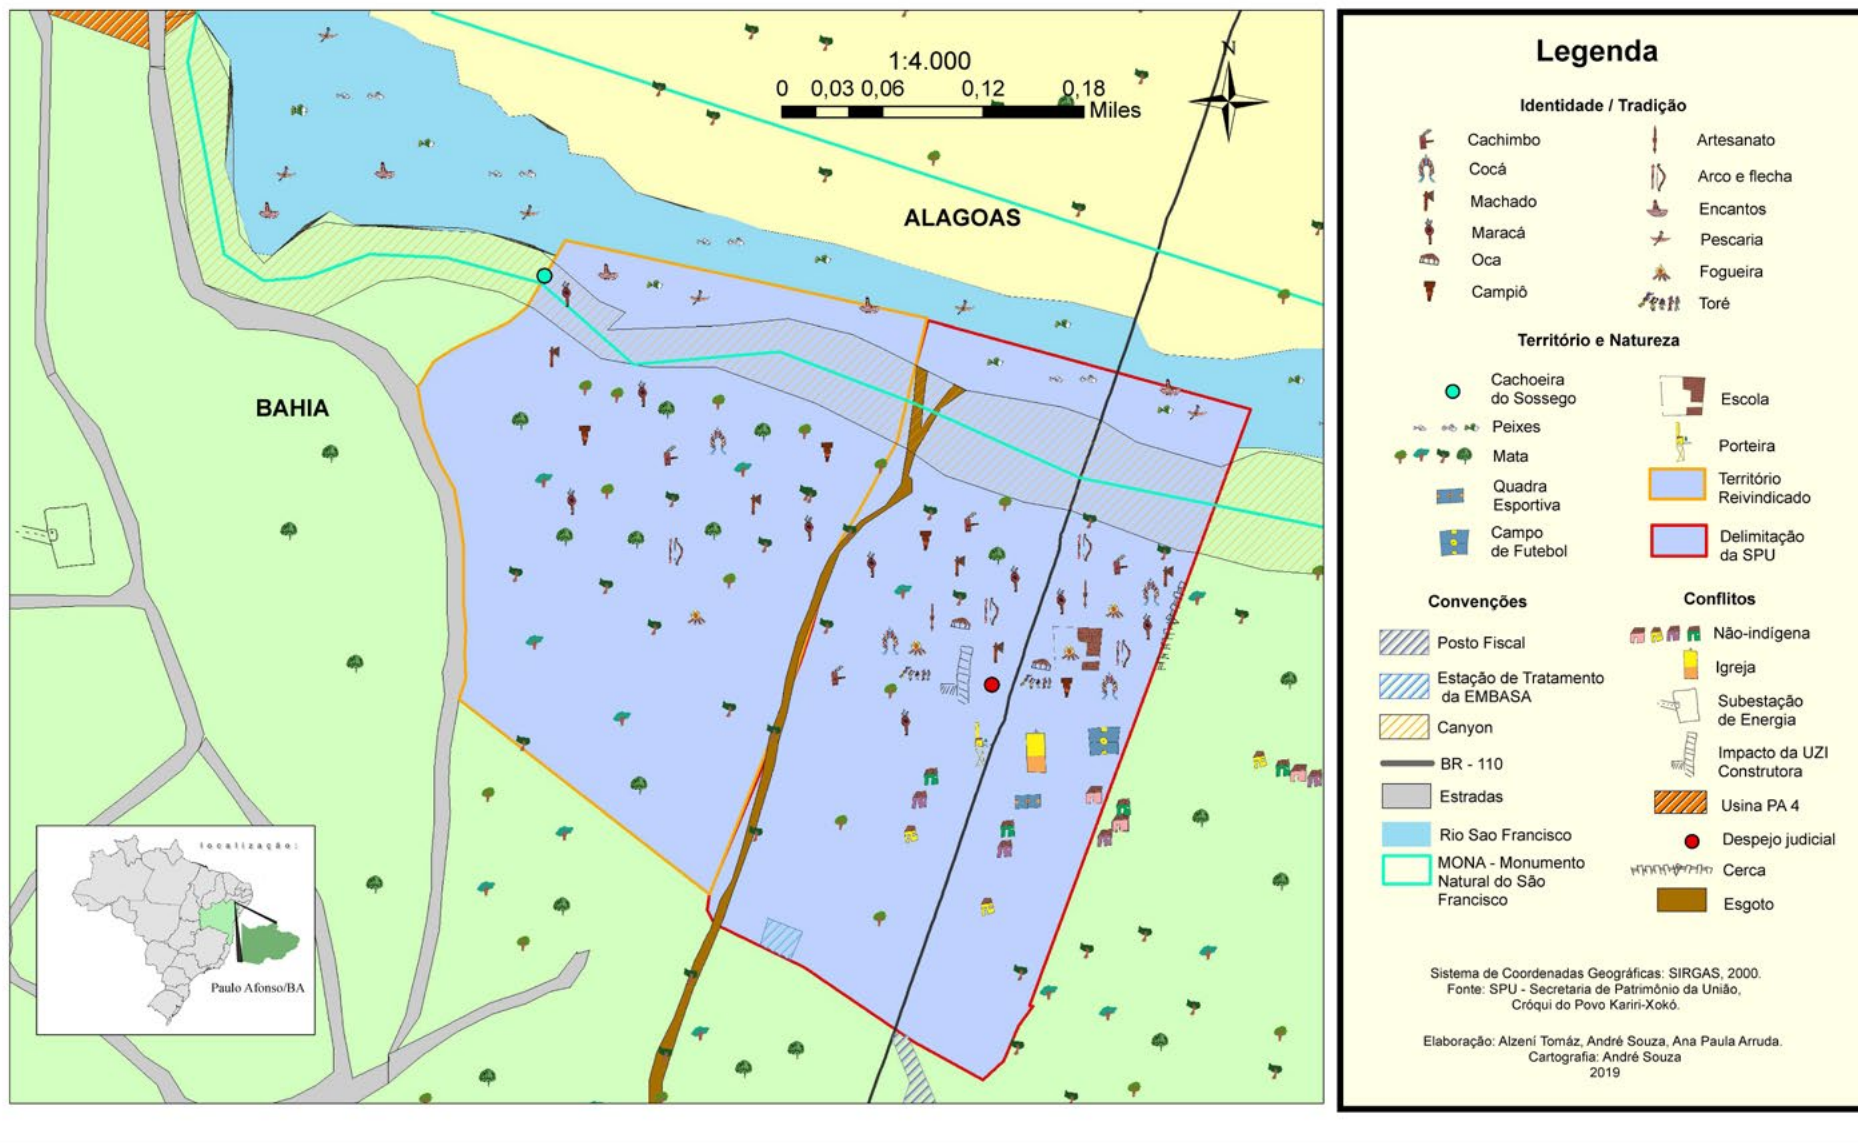 1:4.000
0 0,03 0,06 0,12 0,18
Miles
N
ALAGOAS
BAHIA
localização:
Paulo Afonso/BA
Legenda
Identidade / Tradição
Cachimbo
Artesanato
Cocá
Arco e flecha
Machado
Encantos
Maracá
Pescaria
Oca
Fogueira
Campiô
Toré
Território e Natureza
Cachoeira
do Sossego
Escola
Peixes
Porteira
Mata
Território
Reivindicado
Quadra
Esportiva
Campo
de Futebol
Delimitação
da SPU
Convenções
Posto Fiscal
Estação de Tratamento
da EMBASA
Canyon
BR - 110
Estradas
Rio Sao Francisco
MONA - Monumento
Natural do São
Francisco
Conflitos
Não-indígena
Igreja
Subestação
de Energia
Impacto da UZI
Construtora
Usina PA 4
Despejo judicial
Cerca
Esgoto
Sistema de Coordenadas Geográficas: SIRGAS, 2000.
Fonte: SPU - Secretaria de Patrimônio da União,
Cróqui do Povo Kariri-Xokó.
Elaboração: Alzení Tomáz, André Souza, Ana Paula Arruda.
Cartografia: André Souza
2019